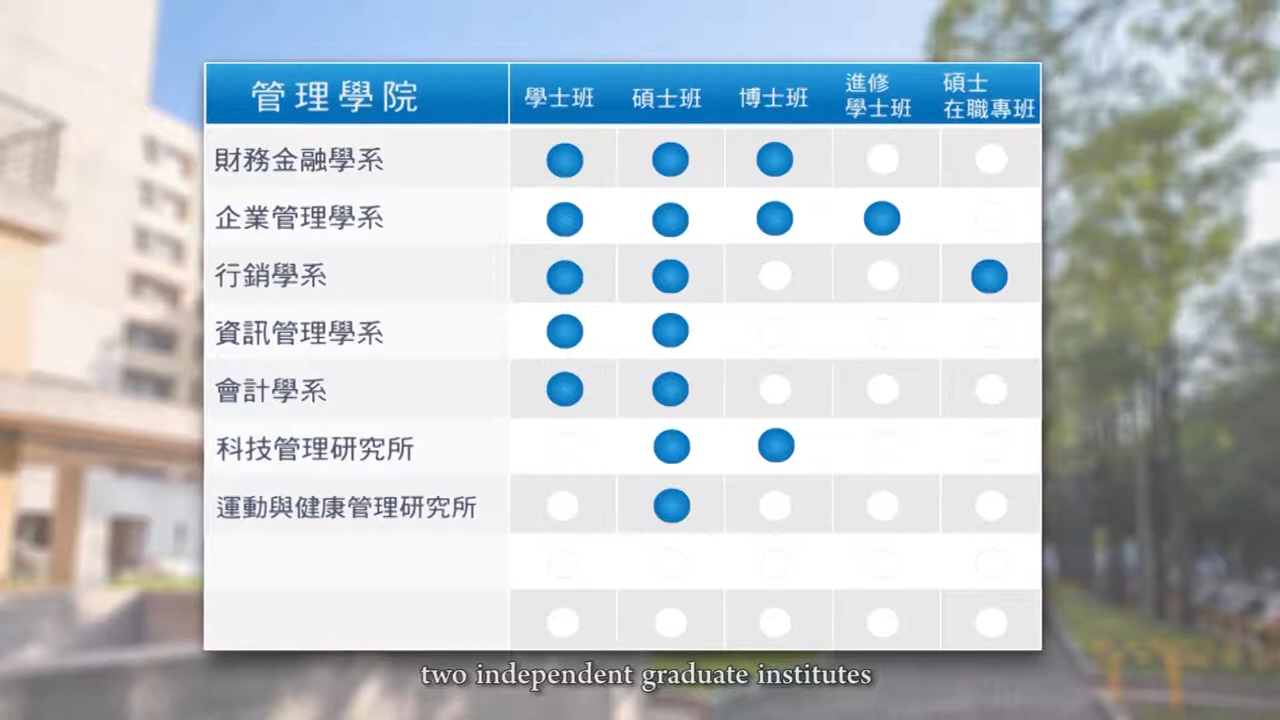 管理學院
學士班
碩士班
博士班
進修
學士班
碩士
在職專班
財務金融學系
企業管理學系
行銷學系
資訊管理學系
會計學系
科技管理研究所
運動與健康管理研究所
two independent graduate institutes